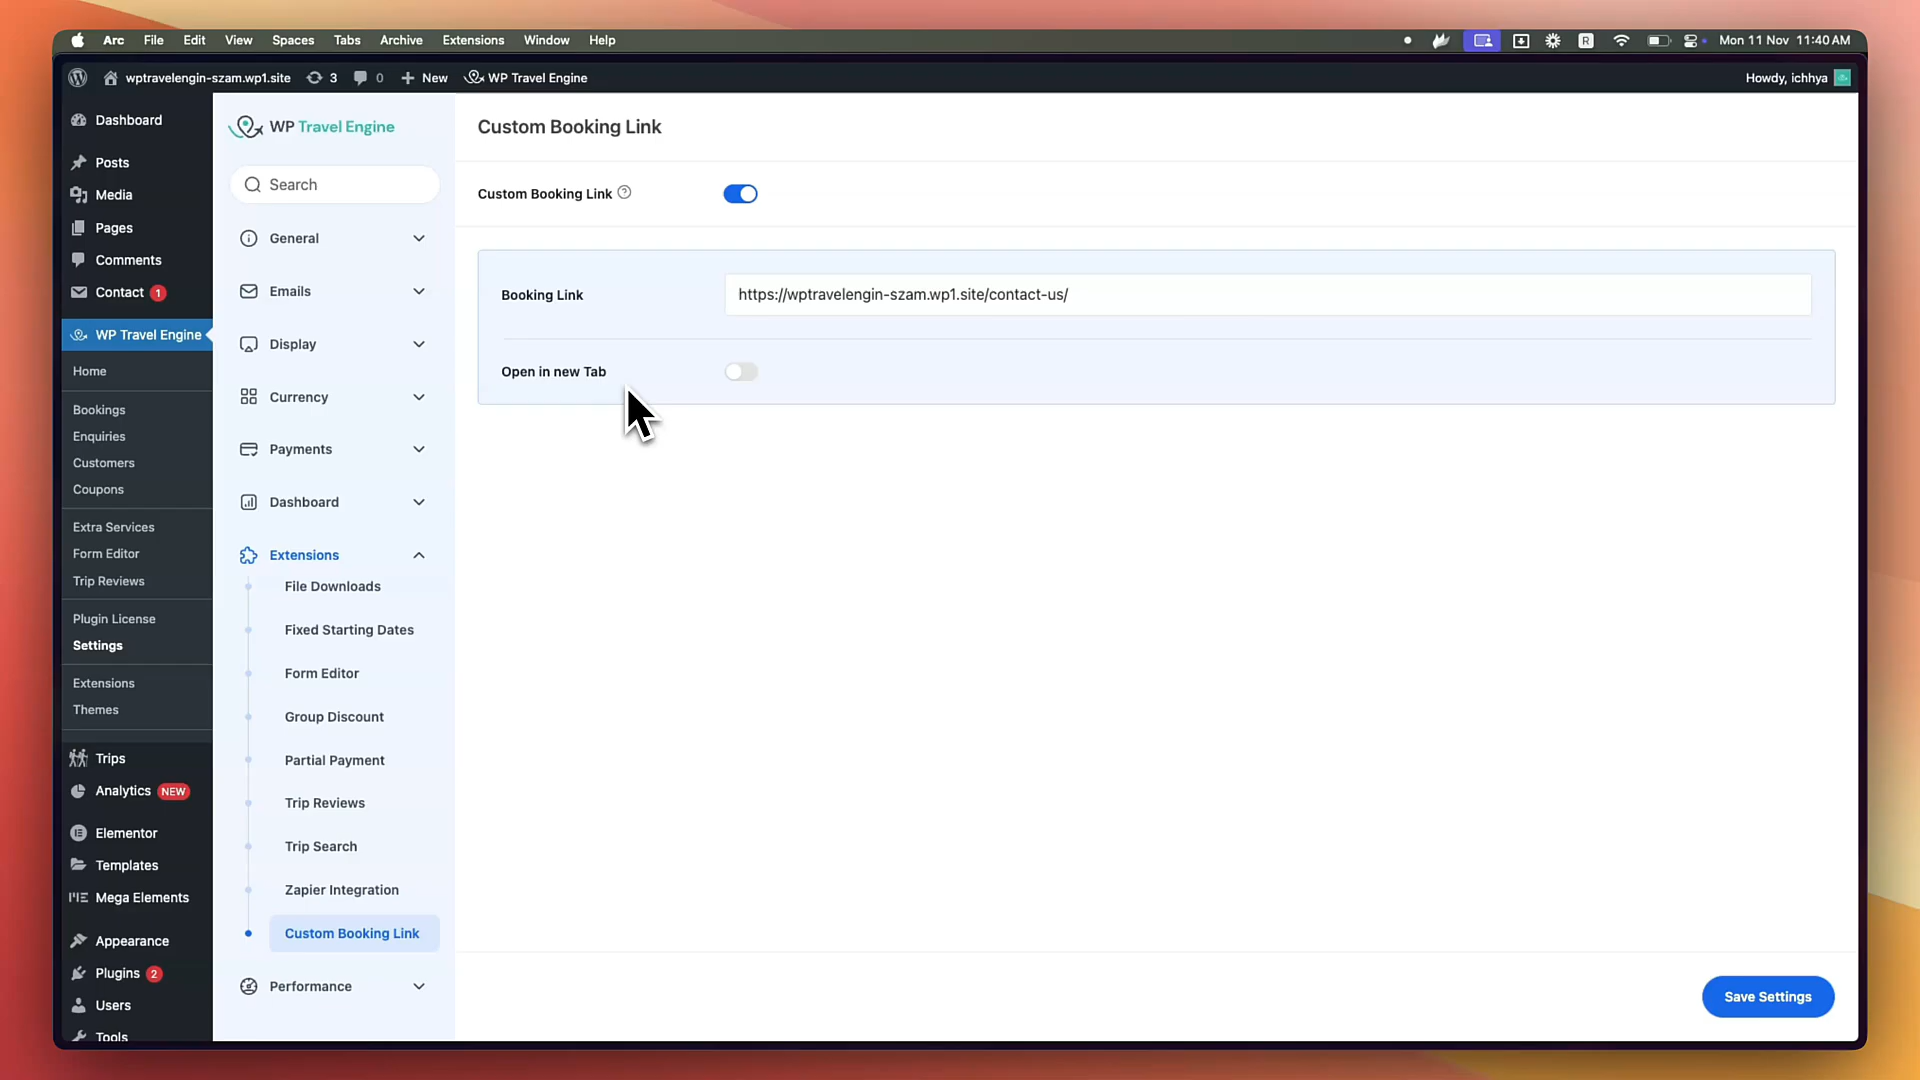 Arc File Edit View Spaces Tabs Archive Extensions Window Help
R Mon 11 Nov 11:40 AM
wptravelengin-szam.wp1.site 3 0 New WP Travel Engine
Howdy, ichhya
Dashboard
Posts
Media
Pages
Comments
Contact 1
WP Travel Engine
Home
Bookings
Enquiries
Customers
Coupons
Extra Services
Form Editor
Trip Reviews
Plugin License
Settings
Extensions
Themes
Trips
Analytics NEW
Elementor
Templates
Mega Elements
Appearance
Plugins 2
Users
Tools
WP Travel Engine
Search
General
Emails
Display
Currency
Payments
Dashboard
Extensions
File Downloads
Fixed Starting Dates
Form Editor
Group Discount
Partial Payment
Trip Reviews
Trip Search
Zapier Integration
Custom Booking Link
Performance
Custom Booking Link
Custom Booking Link
Booking Link https://wptravelengin-szam.wp1.site/contact-us/
Open in new Tab
Save Settings